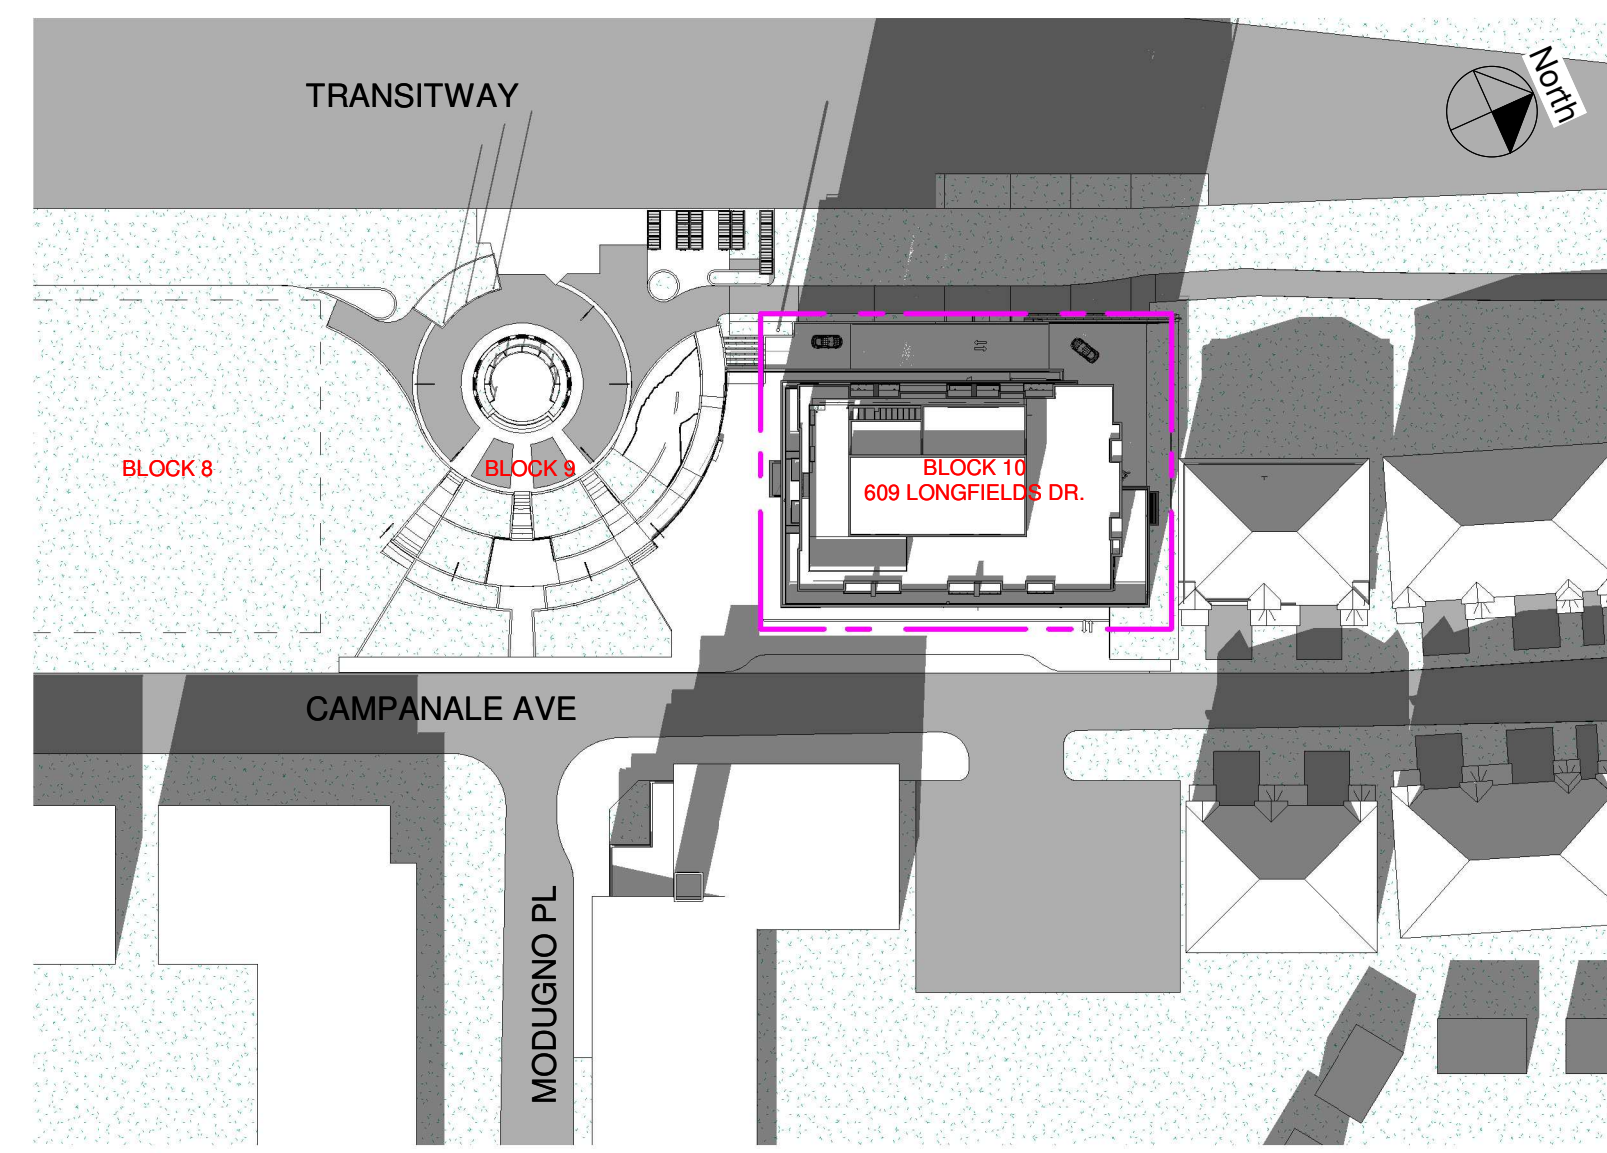 TRANSITWAY
North
BLOCK 8
BLOCK 9
BLOCK 10
609 LONGFIELDS DR.
CAMPANALE AVE
MODUGNO PL